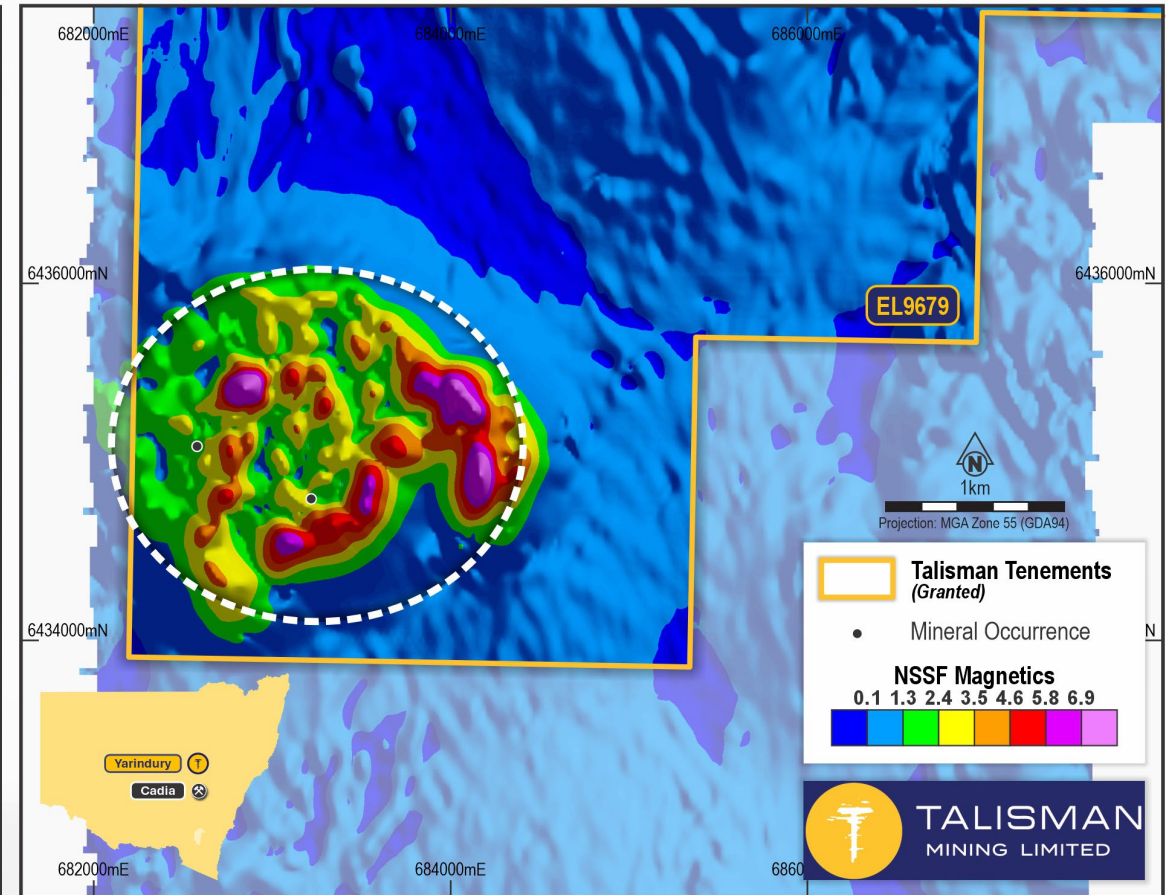 682000mE
684000mE
686000mE
6436000mN
6436000mN
EL9679
N
1km
Projection: MGA Zone 55 (GDA94)
Talisman Tenements
(Granted)
Mineral Occurrence
6434000mN
N
NSSF Magnetics
0.1 1.3 2.4 3.5 4.6 5.8 6.9
Yarindury
Cadia
TALISMAN
MINING LIMITED
682000mE
684000mE
6860